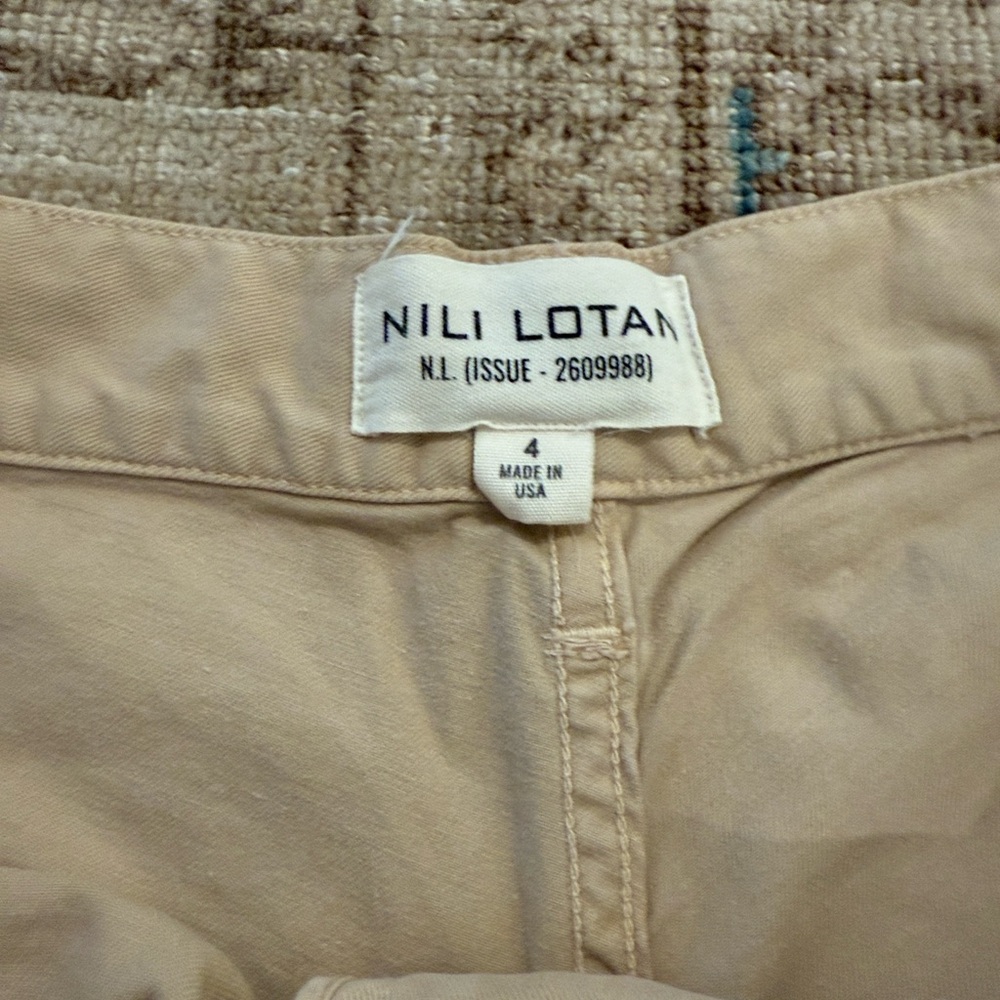 NILI LOTAN
N.L. (ISSUE - 2609988)
4
MADE IN
USA